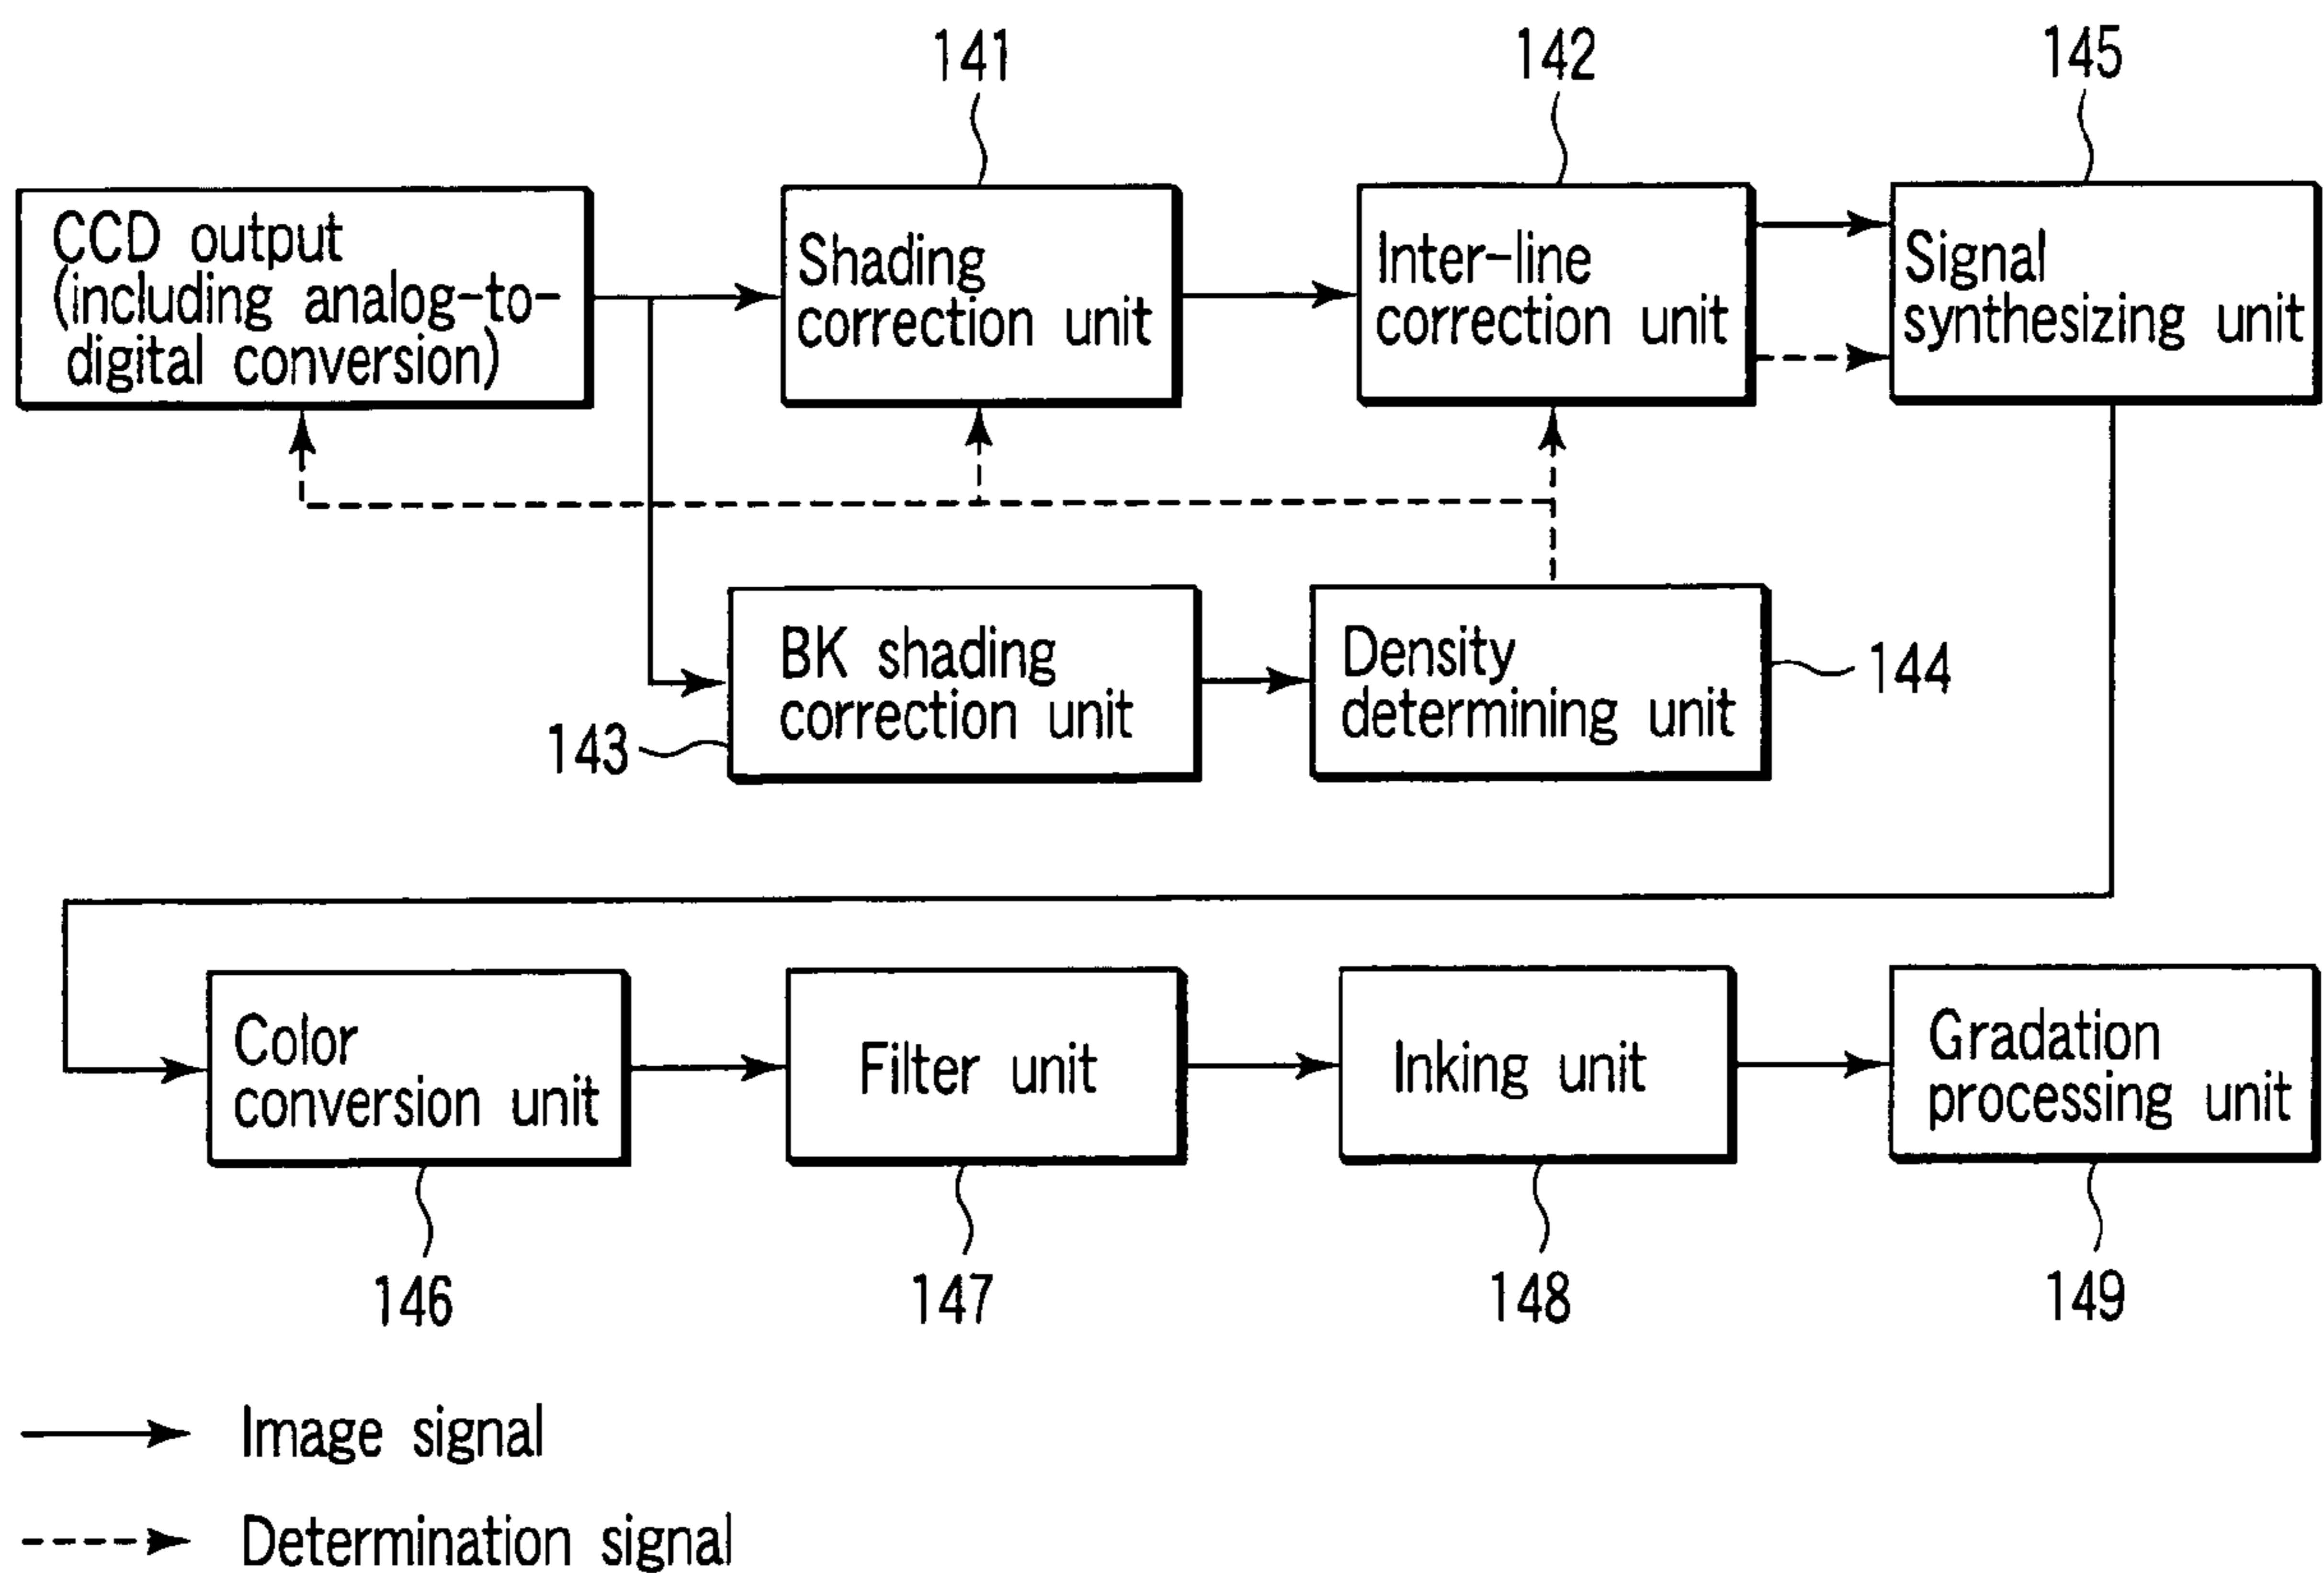 141
142
145
CCD output
(including analog-to-
digital conversion)
Shading
correction unit
Inter-line
correction unit
Signal
synthesizing unit
BK shading
correction unit
143
Density
determining unit
144
Color
conversion unit
Filter unit
Inking unit
Gradation
processing unit
146
147
148
149
Image signal
Determination signal